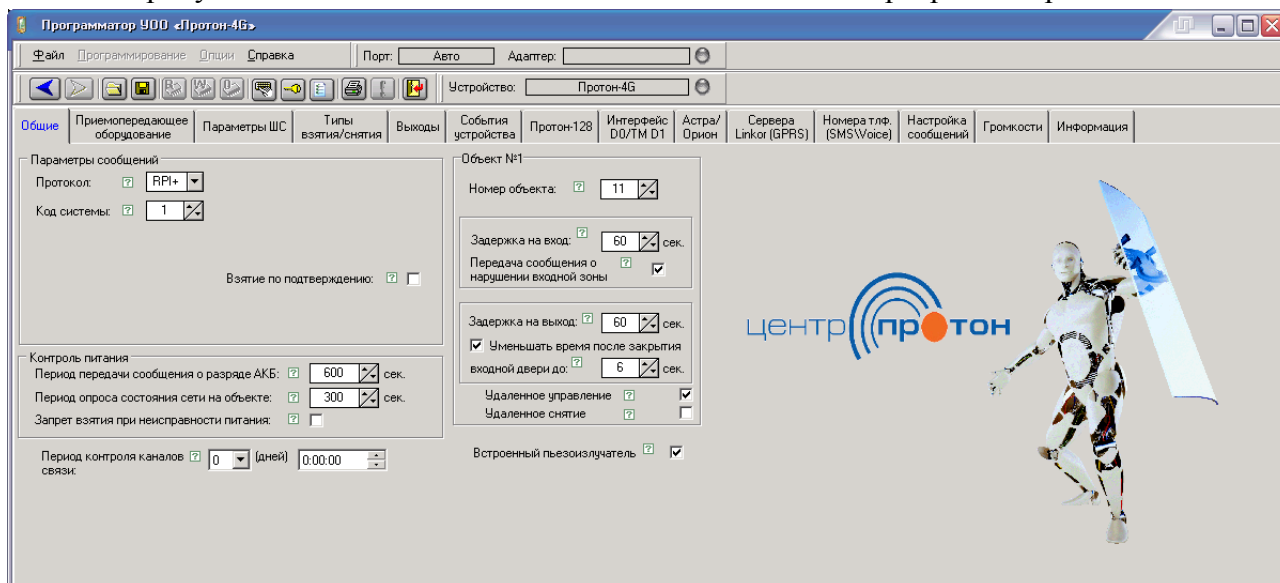 Программатор УОО «Протон-4G»
Файл Программирование Опции Справка Порт: Авто Адаптер:
Устройство: Протон-4G
Общие
Приемопередающее
оборудование
Параметры ШС
Типы
взятия/снятия
Выходы
События
устройства
Протон-128
Интерфейс
D0/TM D1
Астра/
Орион
Сервера
Linkor (GPRS)
Номера тлф.
(SMS\Voice)
Настройка
сообщений
Громкости
Информация
Параметры сообщений
Протокол: ? RPI+
Код системы: ? 1
Взятие по подтверждению: ?
Контроль питания
Период передачи сообщения о разряде АКБ: ? 600 сек.
Период опроса состояния сети на объекте: ? 300 сек.
Запрет взятия при неисправности питания: ?
Период контроля каналов ? 0 (дней) 0:00:00
связи:
Объект №1
Номер объекта: ? 11
Задержка на вход: ? 60 сек.
Передача сообщения о ?
нарушении входной зоны
Задержка на выход: ? 60 сек.
Уменьшать время после закрытия
входной двери до: ? 6 сек.
Удаленное управление ?
Удаленное снятие ?
Встроенный пьезоизлучатель ?
центр протон